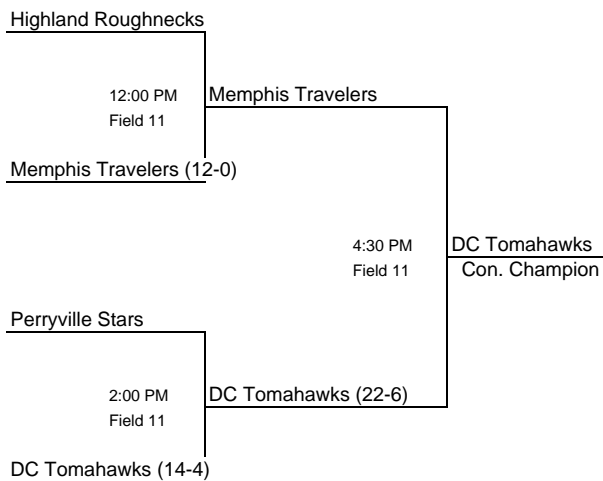 Highland Roughnecks
12:00 PM
Memphis Travelers
Field 11
Memphis Travelers (12-0)
4:30 PM
DC Tomahawks
Field 11
Con. Champion
Perryville Stars
2:00 PM
DC Tomahawks (22-6)
Field 11
DC Tomahawks (14-4)